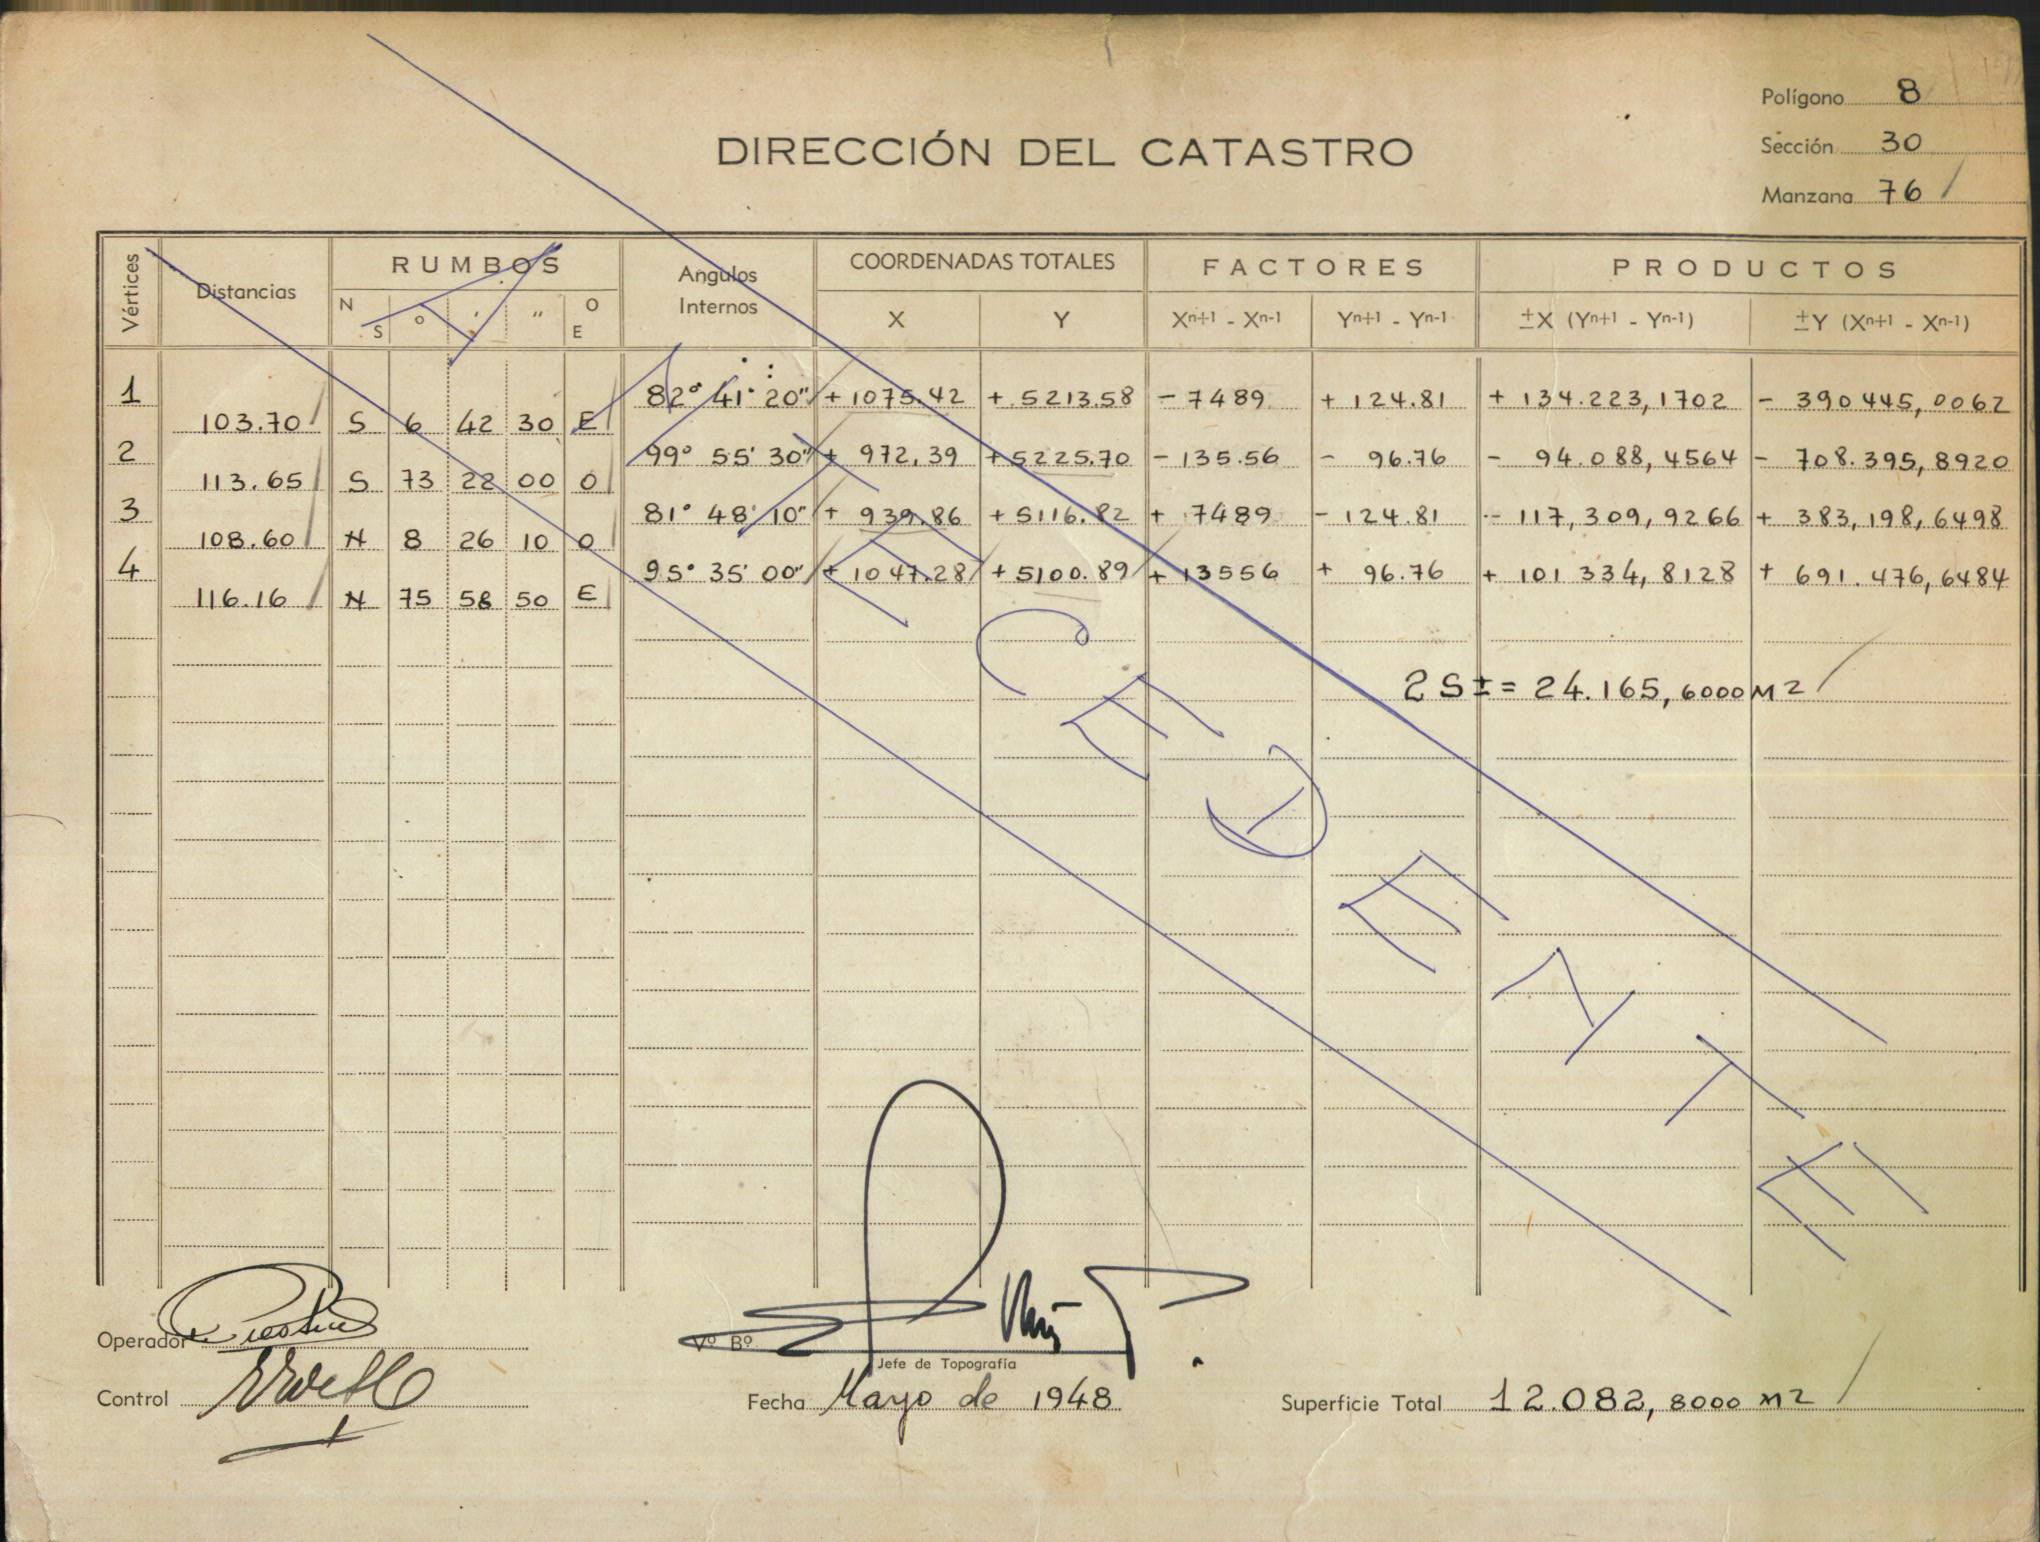 Polígono 8
DIRECCIÓN DEL CATASTRO
Sección 30
Manzana 76
Vértices Distancias RUMBOS Angulos Internos COORDENADAS TOTALES FACTORES PRODUCTOS
N S ° ' " O E X Y Xn+1 - Xn-1 Yn+1 - Yn-1 ±X (Yn+1 - Yn-1) ±Y (Xn+1 - Xn-1)
1 82° 41' 20" + 1075.42 + 5213.58 - 7489 + 124.81 + 134.223,1702 - 390445,0062
103.70 S 6 42 30 E
2 99° 55' 30" + 972,39 + 5225.70 - 135.56 - 96.76 - 94.088,4564 - 708.395,8920
113.65 S 73 22 00 O
3 81° 48' 10" + 939.86 + 5116.82 + 7489 - 124.81 - 117,309,9266 + 383,198,6498
108.60 N 8 26 10 O
4 95° 35' 00" + 1047.28 + 5100.89 + 13556 + 96.76 + 101 334,8128 + 691.476,6484
116.16 N 75 58 50 E
2 S ± = 24.165,6000 M2
Operador
Vº Bº
Jefe de Topografía
Control
Fecha Mayo de 1948
Superficie Total 12.082,8000 M2